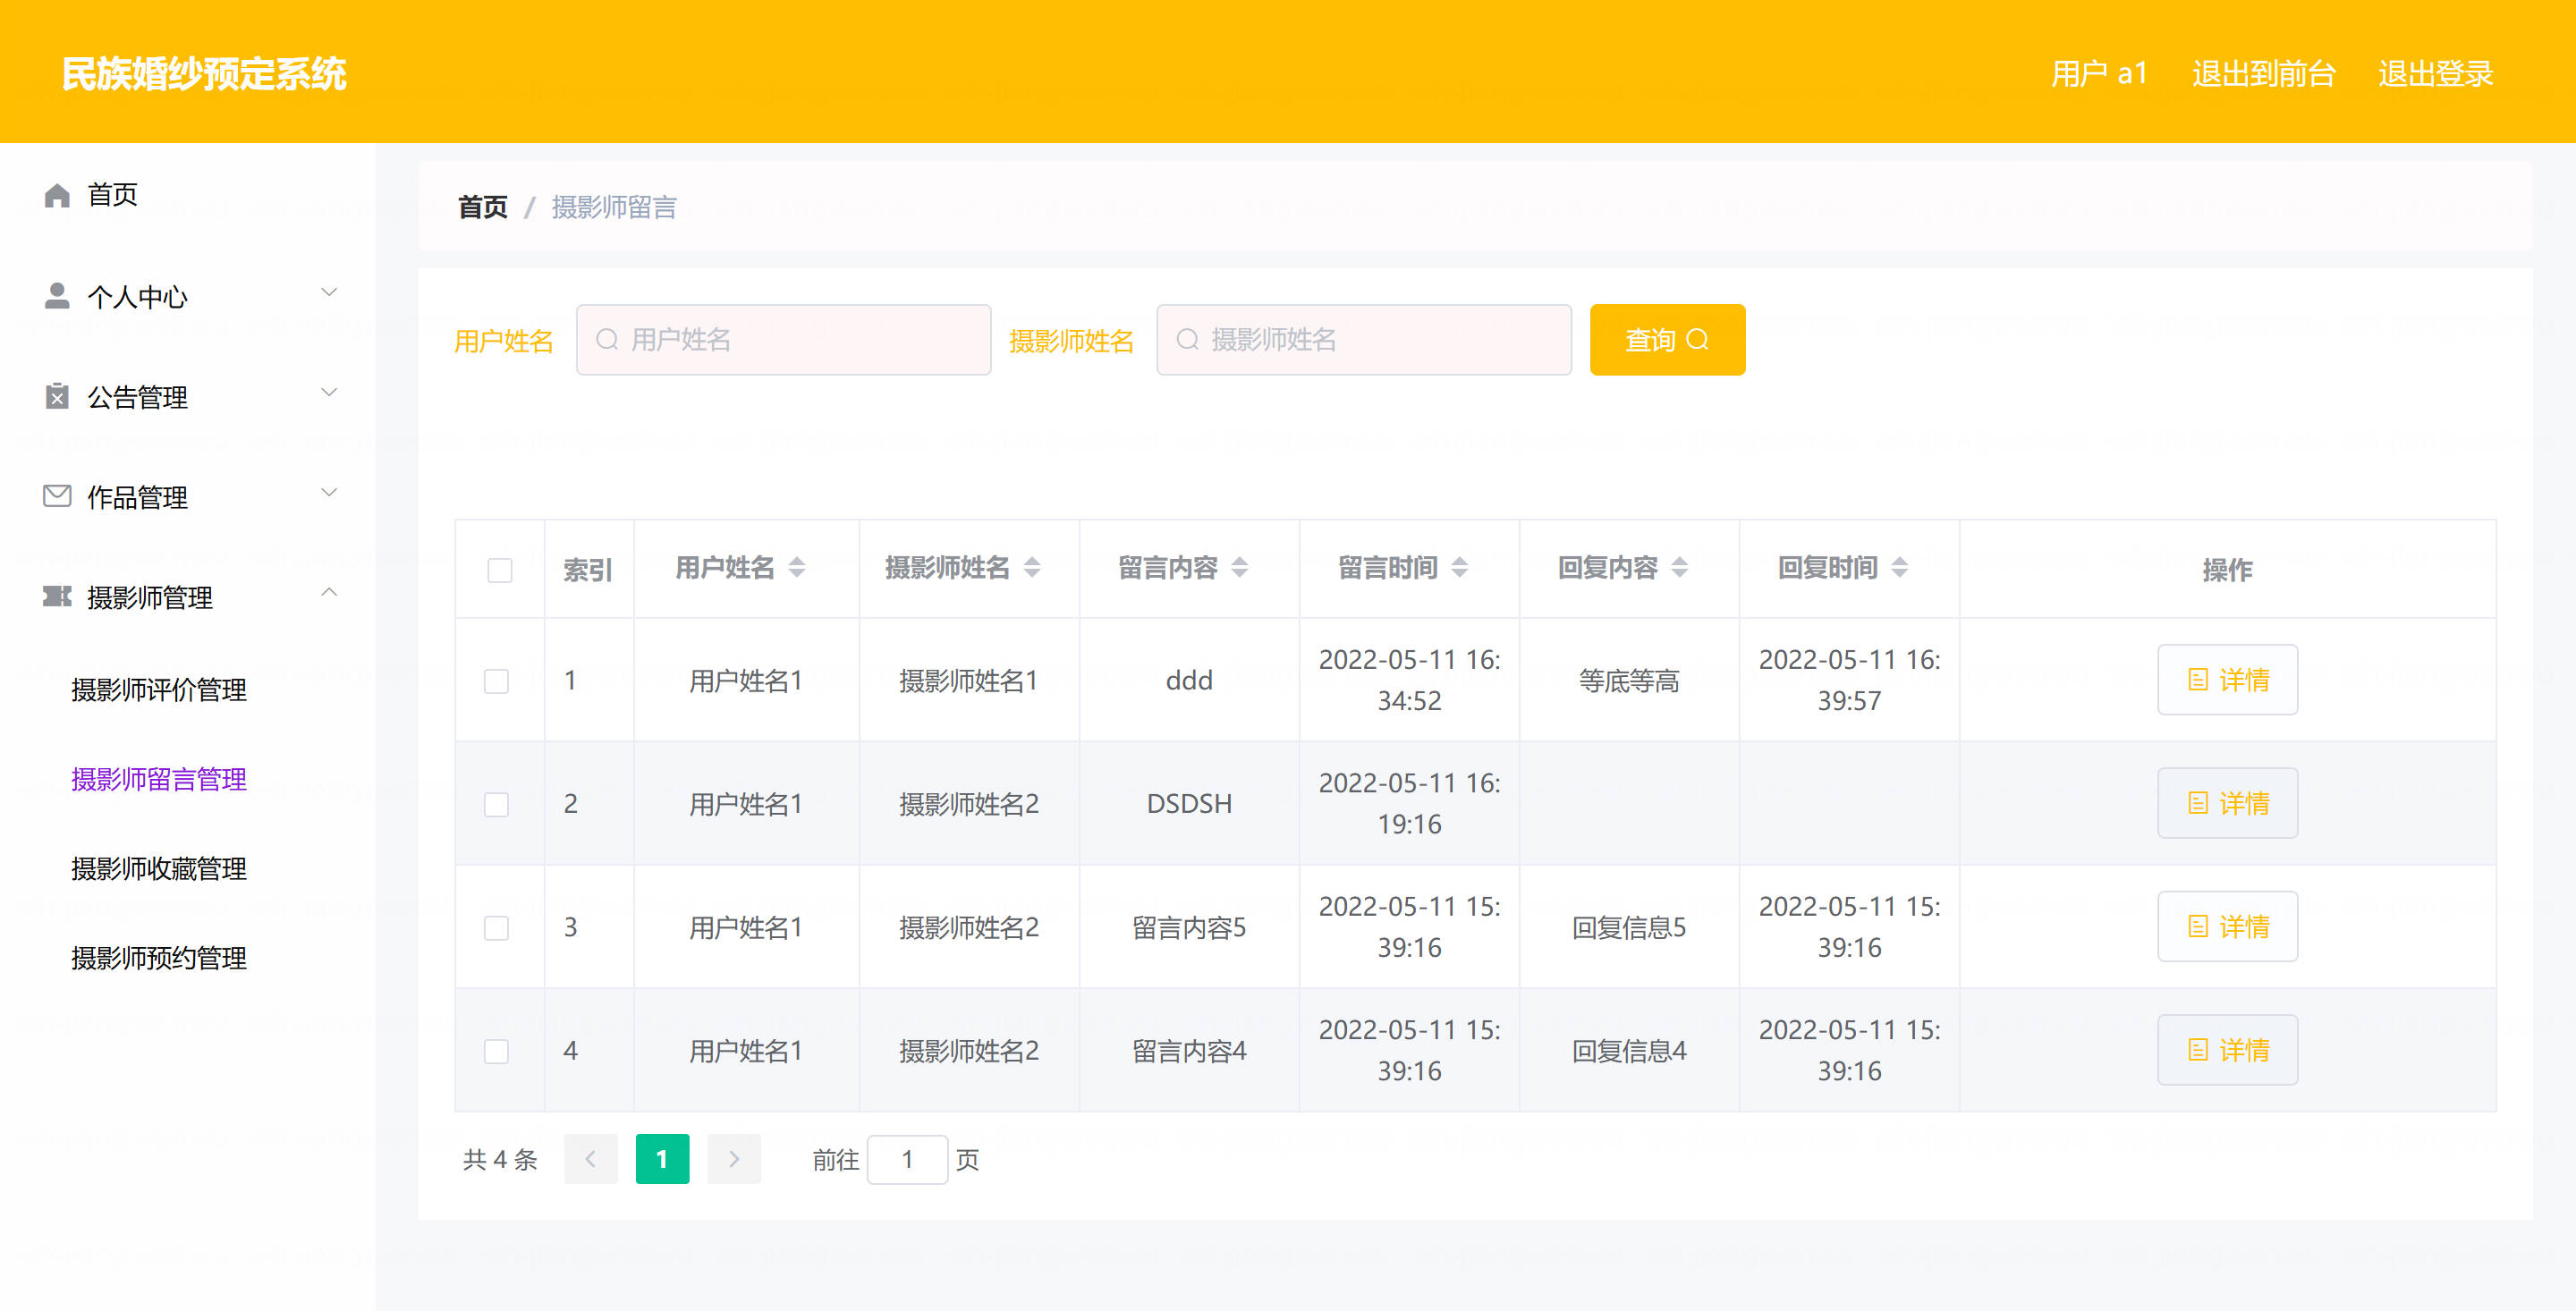 民族婚纱预定系统
用户 a1 退出到前台 退出登录
首页
个人中心
公告管理
作品管理
摄影师管理
摄影师评价管理
摄影师留言管理
摄影师收藏管理
摄影师预约管理
首页 / 摄影师留言
用户姓名 用户姓名 摄影师姓名 摄影师姓名 查询
索引 用户姓名 摄影师姓名 留言内容 留言时间 回复内容 回复时间 操作
1 用户姓名1 摄影师姓名1 ddd 2022-05-11 16:34:52 等底等高 2022-05-11 16:39:57 详情
2 用户姓名1 摄影师姓名2 DSDSH 2022-05-11 16:19:16 详情
3 用户姓名1 摄影师姓名2 留言内容5 2022-05-11 15:39:16 回复信息5 2022-05-11 15:39:16 详情
4 用户姓名1 摄影师姓名2 留言内容4 2022-05-11 15:39:16 回复信息4 2022-05-11 15:39:16 详情
共 4 条 1 前往 1 页